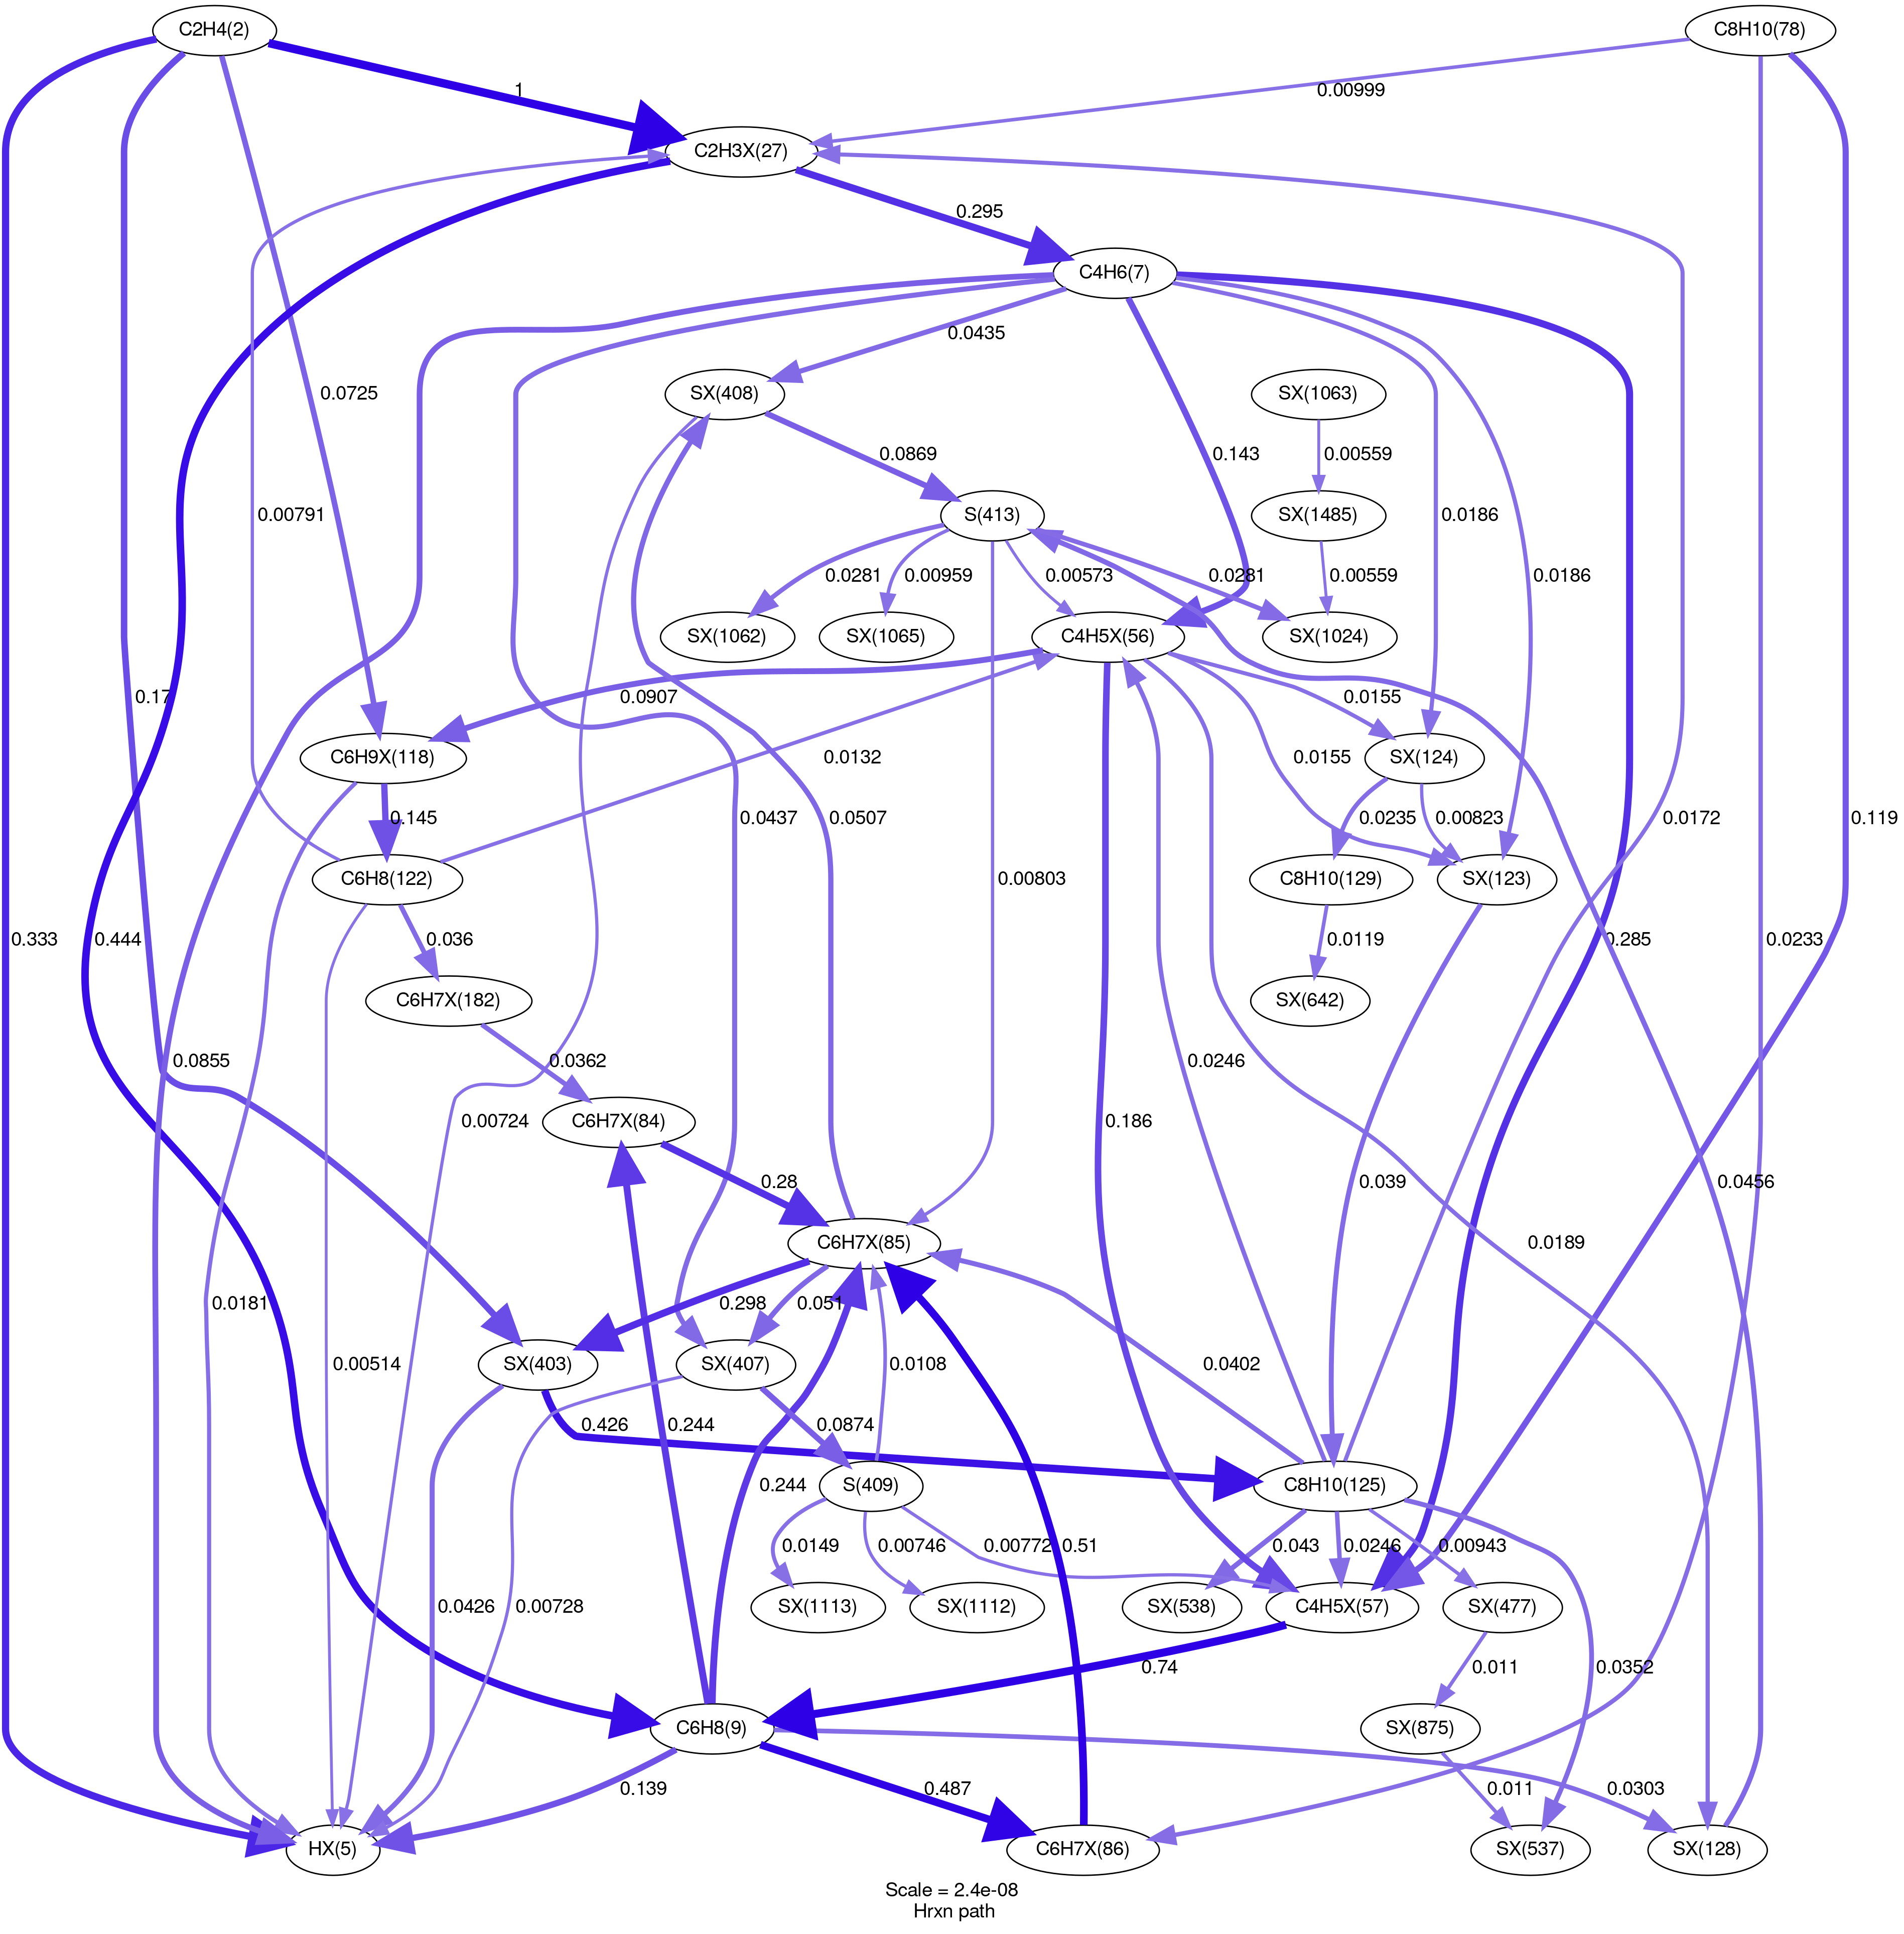 C2H4(2)
C8H10(78)
1
0.00999
C2H3X(27)
0.295
C4H6(7)
0.0435
0.0725
SX(408)
SX(1063)
0.0869
0.143
0.00559
S(413)
SX(1485)
0.00791
0.0186
0.0281
0.00959
0.00573
0.0281
0.00559
0.0186
SX(1062)
SX(1065)
C4H5X(56)
SX(1024)
0.17
0.0907
0.0155
C6H9X(118)
0.0132
0.0155
SX(124)
0.145
0.0437
0.0507
0.0235
0.00823
0.0172
0.119
C6H8(122)
0.00803
C8H10(129)
SX(123)
0.333
0.444
0.036
0.0119
0.285
0.0233
C6H7X(182)
SX(642)
0.0855
0.0362
0.0246
C6H7X(84)
0.00724
0.186
0.28
0.039
0.0456
C6H7X(85)
0.0189
0.0181
0.298
0.051
0.00514
SX(403)
SX(407)
0.0108
0.0402
0.426
0.244
0.0874
0.244
S(409)
C8H10(125)
0.0149
0.00746
0.00772
0.51
0.043
0.0246
0.00943
0.0426
0.00728
SX(1113)
SX(1112)
SX(538)
C4H5X(57)
SX(477)
0.74
0.011
0.0352
C6H8(9)
SX(875)
0.139
0.487
0.011
0.0303
HX(5)
C6H7X(86)
SX(537)
SX(128)
Scale = 2.4e-08
Hrxn path